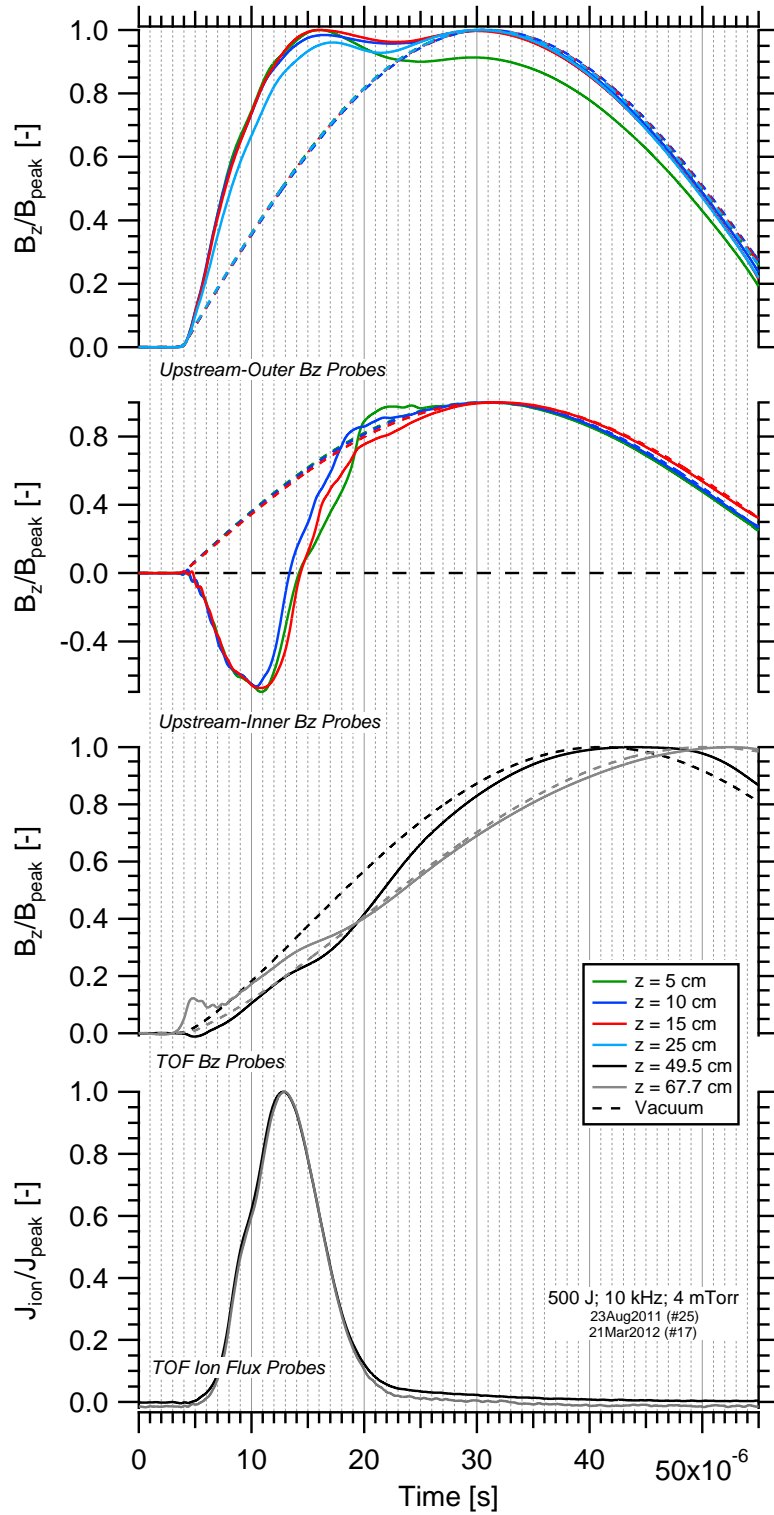 1.0
0.8
0.6
0.4
0.2
0.0
B_z/B_peak [-]
Upstream-Outer Bz Probes
0.8
0.4
0.0
-0.4
B_z/B_peak [-]
Upstream-Inner Bz Probes
1.0
0.8
0.6
0.4
0.2
0.0
B_z/B_peak [-]
TOF Bz Probes
z = 5 cm
z = 10 cm
z = 15 cm
z = 25 cm
z = 49.5 cm
z = 67.7 cm
Vacuum
1.0
0.8
0.6
0.4
0.2
0.0
J_ion/J_peak [-]
500 J; 10 kHz; 4 mTorr
23Aug2011 (#25)
21Mar2012 (#17)
TOF Ion Flux Probes
0 10 20 30 40 50x10⁻⁶
Time [s]